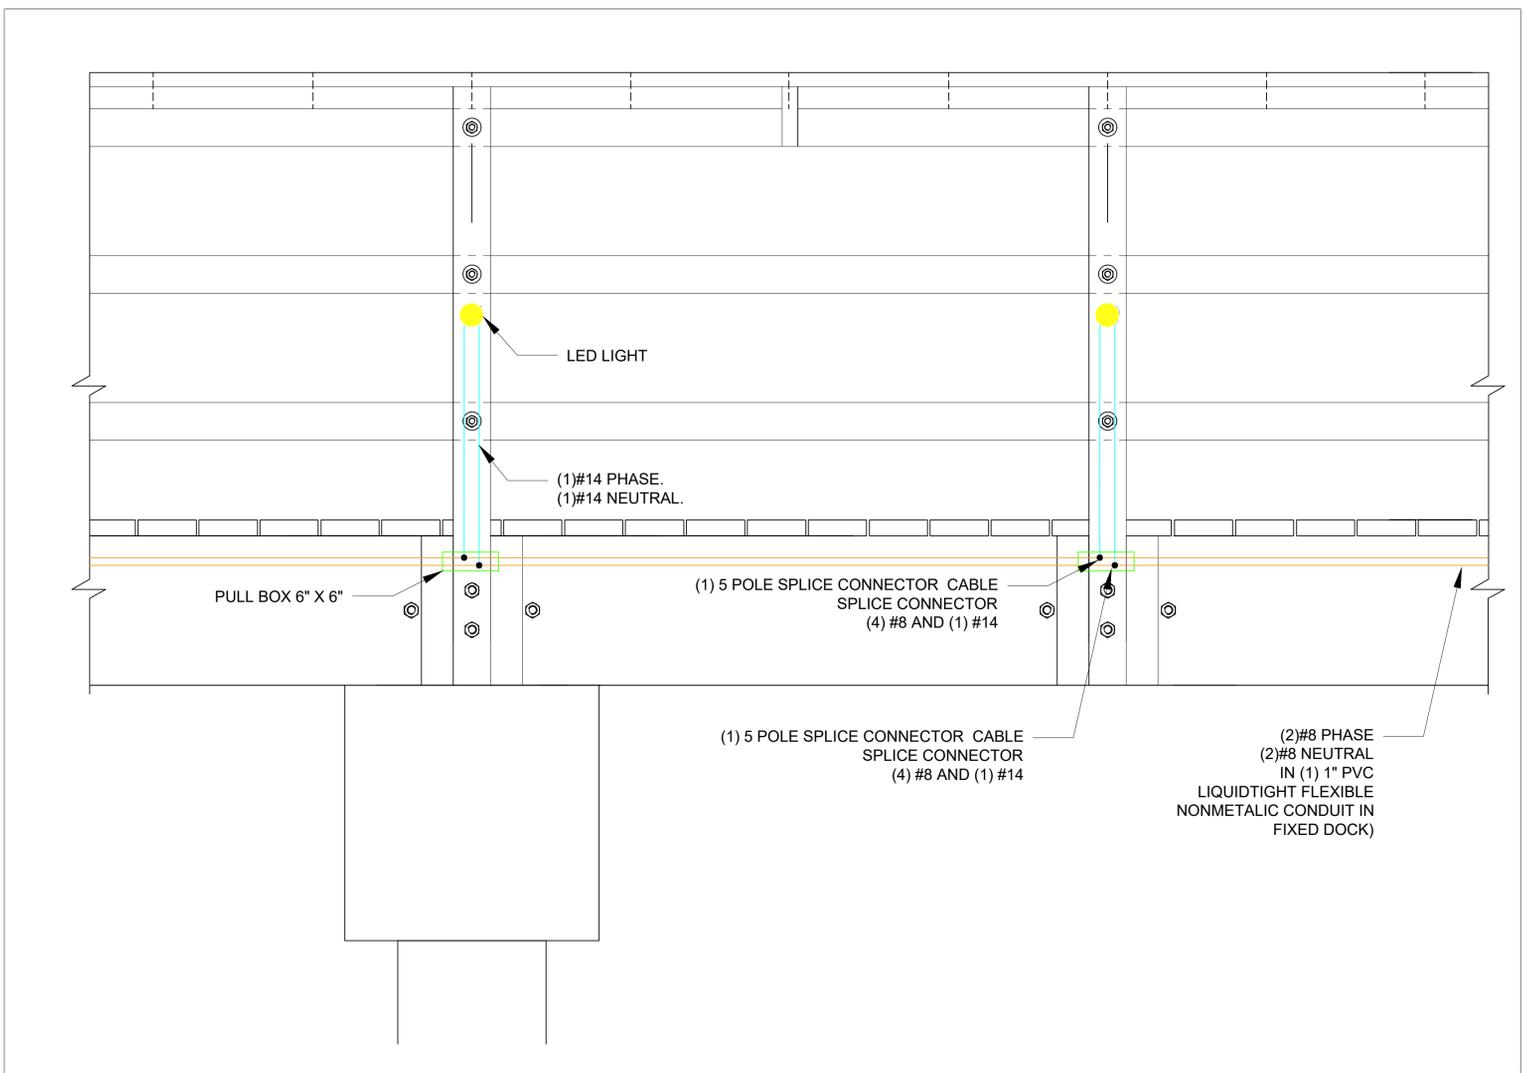 LED LIGHT
(1)#14 PHASE.
(1)#14 NEUTRAL.
PULL BOX 6" X 6"
(1) 5 POLE SPLICE CONNECTOR  CABLE
SPLICE CONNECTOR
(4) #8 AND (1) #14
(1) 5 POLE SPLICE CONNECTOR  CABLE
SPLICE CONNECTOR
(4) #8 AND (1) #14
(2)#8 PHASE
(2)#8 NEUTRAL
IN (1) 1" PVC
LIQUIDTIGHT FLEXIBLE
NONMETALIC CONDUIT IN
FIXED DOCK)